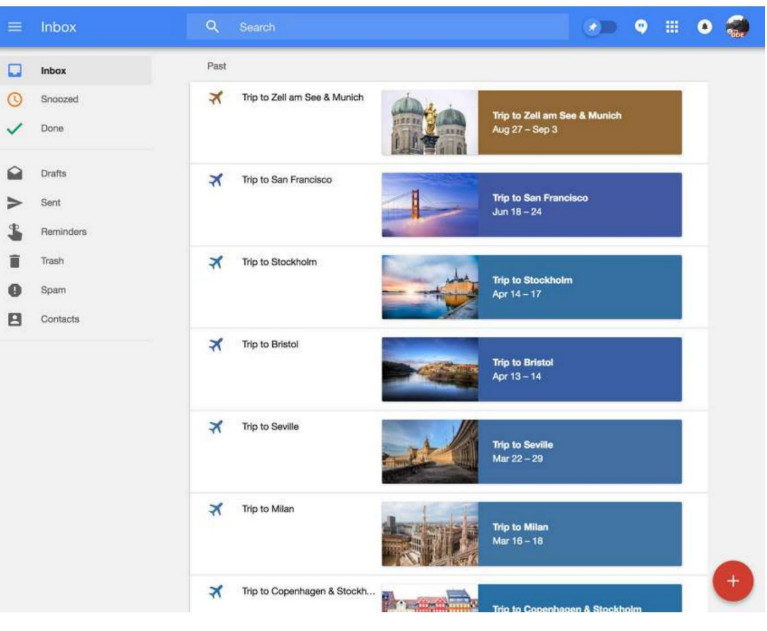 Inbox
Search
Inbox
Snoozed
Done
Drafts
Sent
Reminders
Trash
Spam
Contacts
Past
Trip to Zell am See & Munich
Trip to Zell am See & Munich
Aug 27 – Sep 3
Trip to San Francisco
Trip to San Francisco
Jun 18 – 24
Trip to Stockholm
Trip to Stockholm
Apr 14 – 17
Trip to Bristol
Trip to Bristol
Apr 13 – 14
Trip to Seville
Trip to Seville
Mar 22 – 29
Trip to Milan
Trip to Milan
Mar 16 – 18
Trip to Copenhagen & Stockh...
Trip to Copenhagen & Stockholm